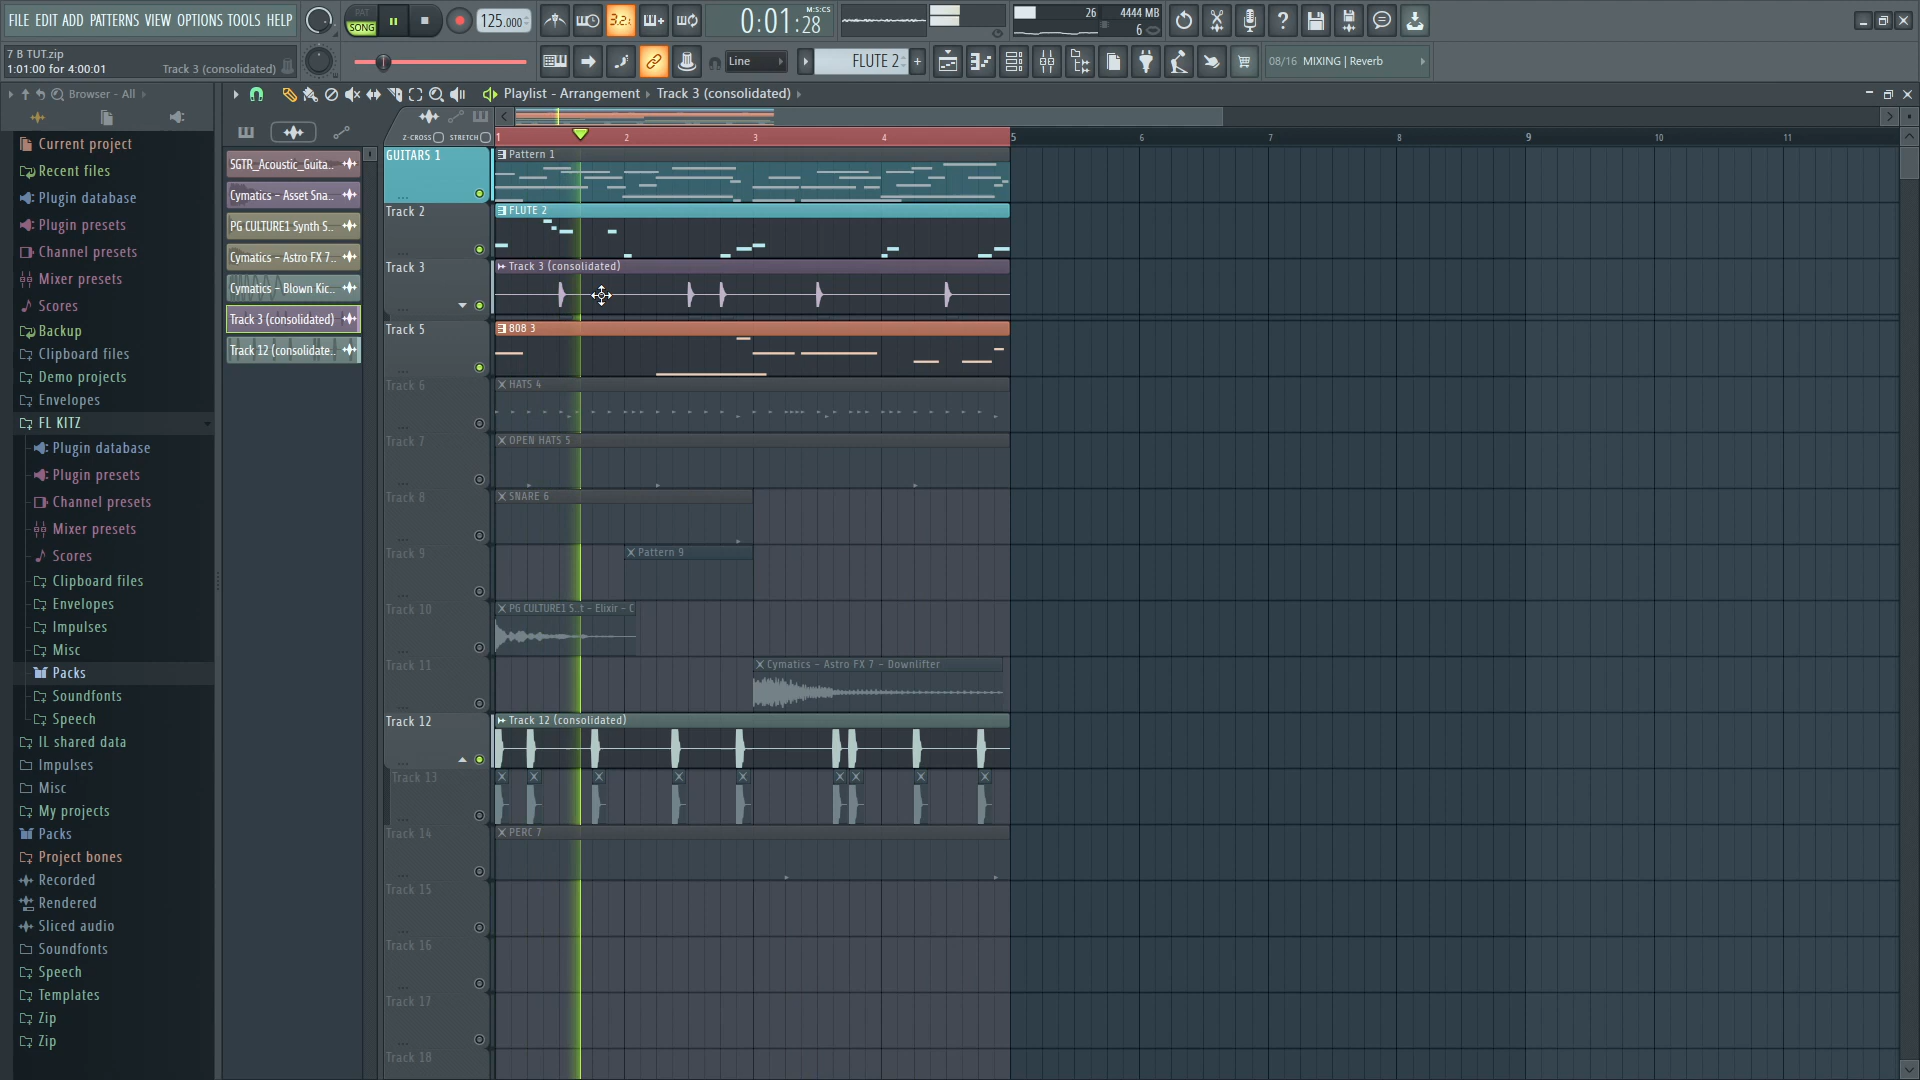 FILE EDIT ADD PATTERNS VIEW OPTIONS TOOLS HELP
PAT
SONG
125.000
3.2.
0:01:28
M:S:CS
26
4444 MB
6
7 B TUT.zip
1:01:00 for 4:00:01
Track 3 (consolidated)
Line
FLUTE 2
08/16 MIXING | Reverb
Browser - All
Playlist - Arrangement
Track 3 (consolidated)
Z-CROSS
STRETCH
1
2
3
4
5
6
7
8
9
10
11
Current project
Recent files
Plugin database
Plugin presets
Channel presets
Mixer presets
Scores
Backup
Clipboard files
Demo projects
Envelopes
FL KITZ
Plugin database
Plugin presets
Channel presets
Mixer presets
Scores
Clipboard files
Envelopes
Impulses
Misc
Packs
Soundfonts
Speech
IL shared data
Impulses
Misc
My projects
Packs
Project bones
Recorded
Rendered
Sliced audio
Soundfonts
Speech
Templates
Zip
Zip
SGTR_Acoustic_Guita..
Cymatics - Asset Sna..
PG CULTURE1 Synth S..
Cymatics - Astro FX 7..
Cymatics - Blown Kic..
Track 3 (consolidated)
Track 12 (consolidate..
GUITARS 1
Pattern 1
Track 2
FLUTE 2
Track 3
Track 3 (consolidated)
Track 5
808 3
Track 6
HATS 4
Track 7
OPEN HATS 5
Track 8
SNARE 6
Track 9
Pattern 9
Track 10
PG CULTURE1 S..t - Elixir - C
Track 11
Cymatics - Astro FX 7 - Downlifter
Track 12
Track 12 (consolidated)
Track 13
Track 14
PERC 7
Track 15
Track 16
Track 17
Track 18